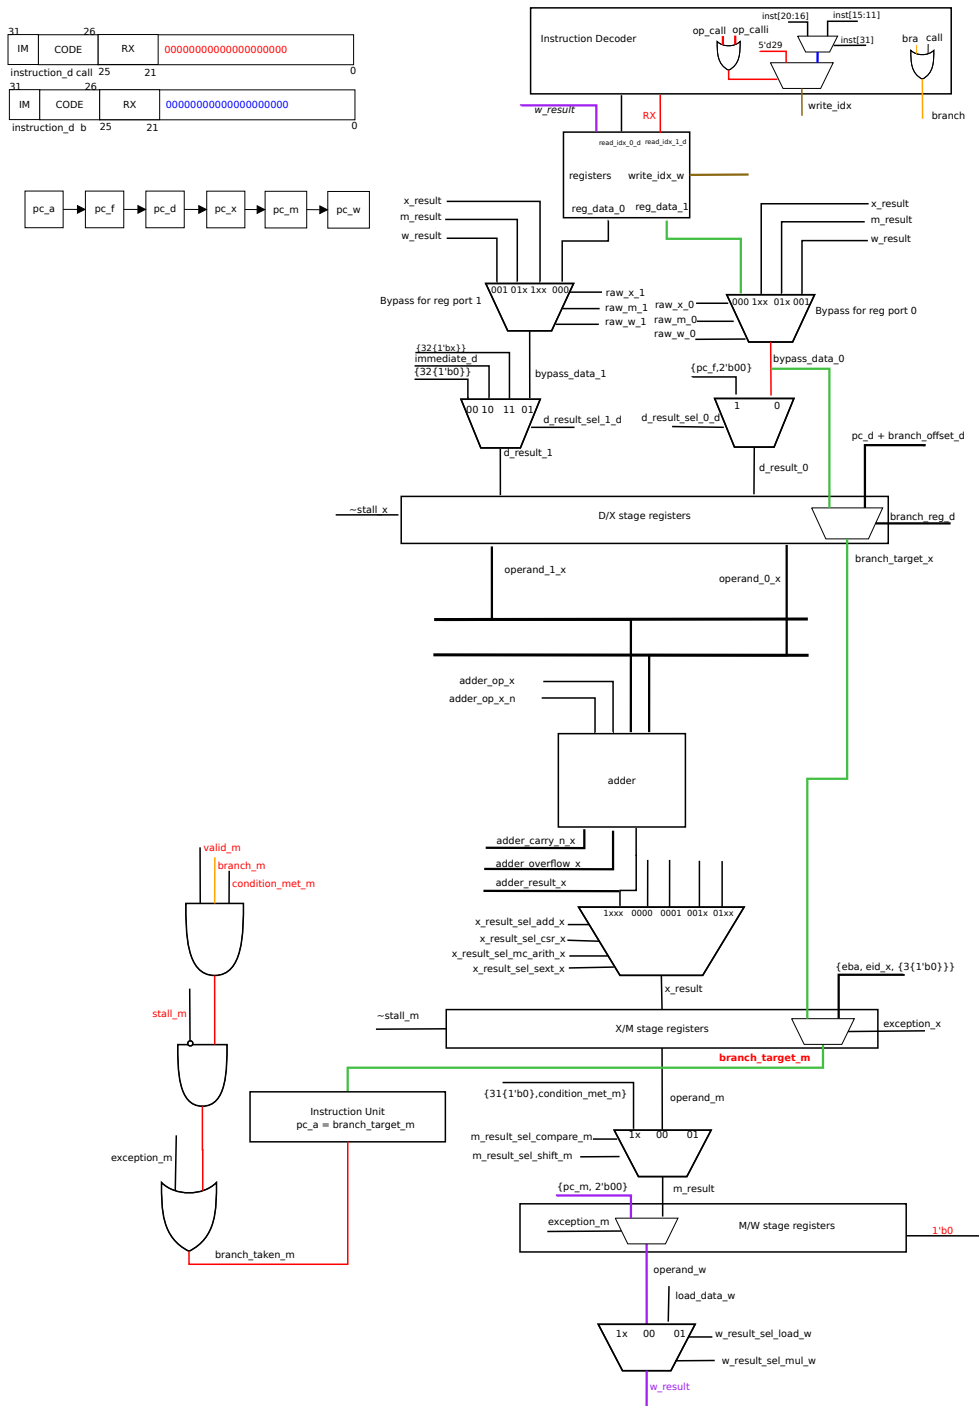 31
26
IM CODE RX 00000000000000000000
instruction_d call 25 21 0
31
26
IM CODE RX 00000000000000000000
instruction_d b 25 21 0
pc_a pc_f pc_d pc_x pc_m pc_w
Instruction Decoder
op_call op_calli
5'd29
inst[20:16] inst[15:11]
inst[31]
bra call
write_idx
branch
w_result
RX
read_idx_0_d read_idx_1_d
registers write_idx_w
reg_data_0 reg_data_1
x_result
m_result
w_result
x_result
m_result
w_result
001 01x 1xx 000
Bypass for reg port 1
raw_x_1
raw_m_1
raw_w_1
raw_x_0
raw_m_0
raw_w_0
000 1xx 01x 001
Bypass for reg port 0
{32{1'bx}}
immediate_d
{32{1'b0}}
bypass_data_1
{pc_f,2'b00}
bypass_data_0
00 10 11 01
d_result_sel_1_d
d_result_sel_0_d
1 0
d_result_1
d_result_0
pc_d + branch_offset_d
~stall_x
D/X stage registers
branch_reg_d
branch_target_x
operand_1_x
operand_0_x
adder_op_x
adder_op_x_n
adder
adder_carry_n_x
adder_overflow_x
adder_result_x
1xxx 0000 0001 001x 01xx
x_result_sel_add_x
x_result_sel_csr_x
x_result_sel_mc_arith_x
x_result_sel_sext_x
x_result
{eba, eid_x, {3{1'b0}}}
~stall_m
X/M stage registers
exception_x
branch_target_m
valid_m
branch_m
condition_met_m
stall_m
exception_m
branch_taken_m
Instruction Unit
pc_a = branch_target_m
{31{1'b0},condition_met_m}
operand_m
1x 00 01
m_result_sel_compare_m
m_result_sel_shift_m
m_result
{pc_m, 2'b00}
exception_m
M/W stage registers
1'b0
operand_w
load_data_w
1x 00 01
w_result_sel_load_w
w_result_sel_mul_w
w_result